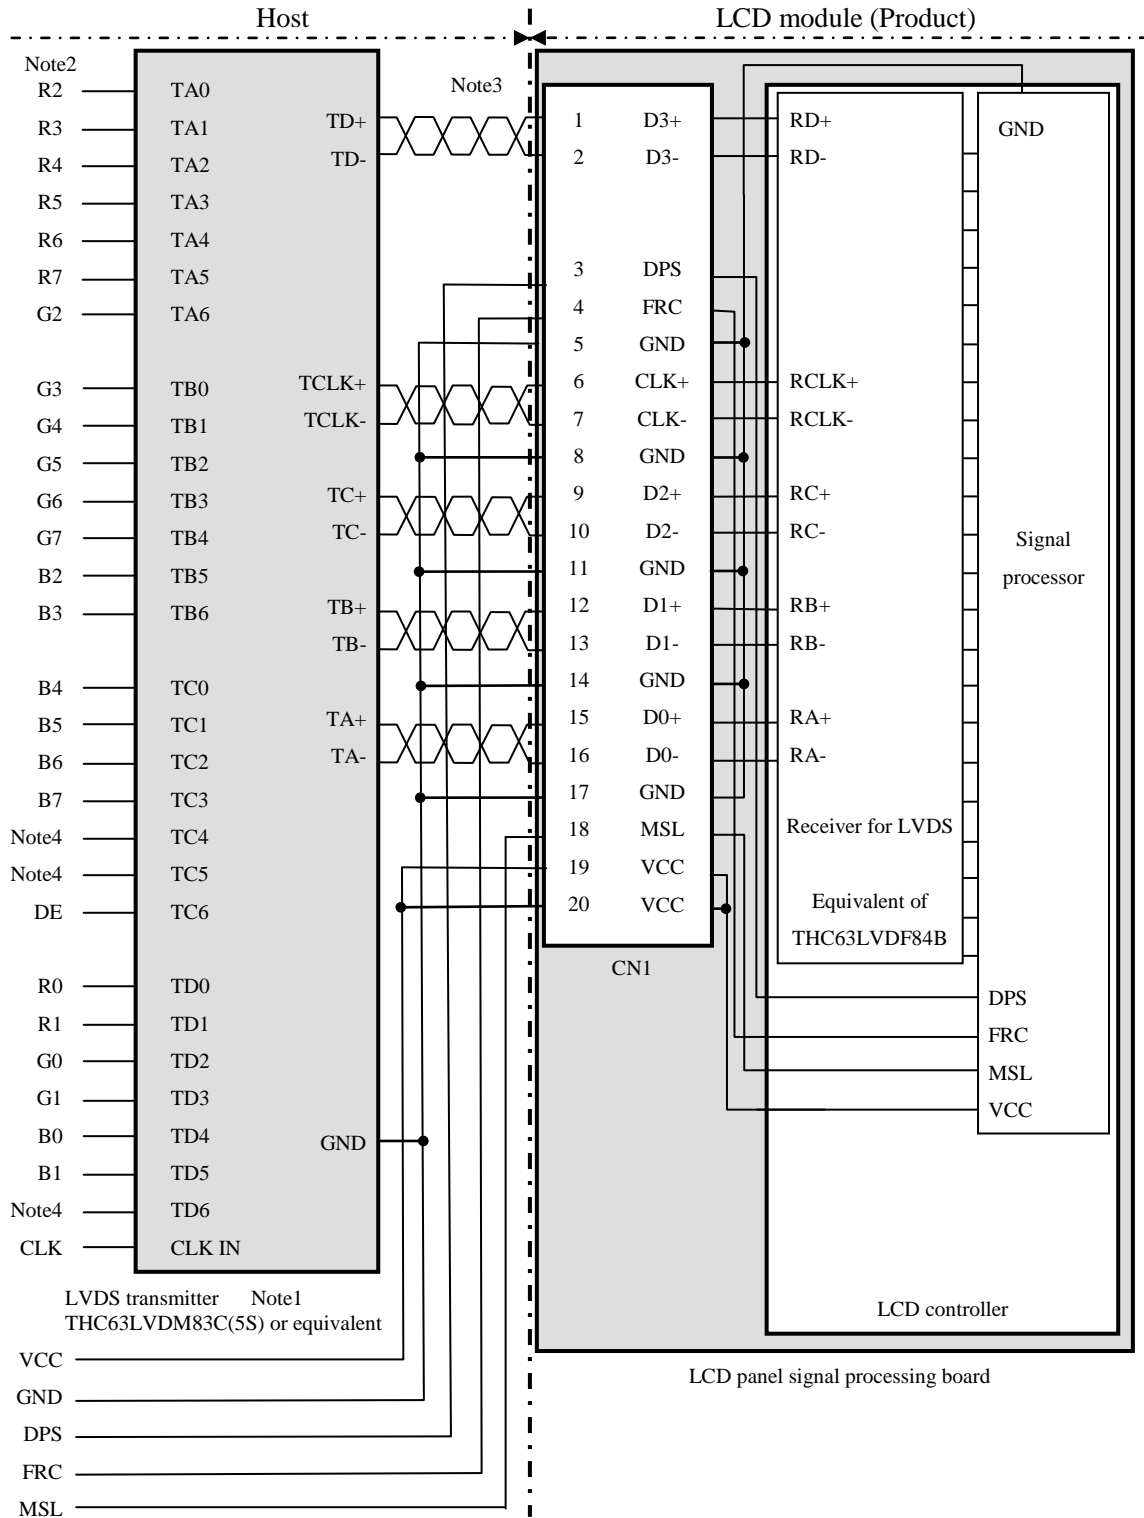 Host
LCD module (Product)
Note2
Note3
R2 TA0
R3 TA1
R4 TA2
R5 TA3
R6 TA4
R7 TA5
G2 TA6
G3 TB0
G4 TB1
G5 TB2
G6 TB3
G7 TB4
B2 TB5
B3 TB6
B4 TC0
B5 TC1
B6 TC2
B7 TC3
Note4 TC4
Note4 TC5
DE TC6
R0 TD0
R1 TD1
G0 TD2
G1 TD3
B0 TD4
B1 TD5
Note4 TD6
CLK CLK IN
TD+
TD-
TCLK+
TCLK-
TC+
TC-
TB+
TB-
TA+
TA-
GND
LVDS transmitter Note1
THC63LVDM83C(5S) or equivalent
VCC
GND
DPS
FRC
MSL
1 D3+
2 D3-
3 DPS
4 FRC
5 GND
6 CLK+
7 CLK-
8 GND
9 D2+
10 D2-
11 GND
12 D1+
13 D1-
14 GND
15 D0+
16 D0-
17 GND
18 MSL
19 VCC
20 VCC
CN1
RD+
RD-
RCLK+
RCLK-
RC+
RC-
RB+
RB-
RA+
RA-
Receiver for LVDS
Equivalent of
THC63LVDF84B
GND
Signal
processor
DPS
FRC
MSL
VCC
LCD controller
LCD panel signal processing board